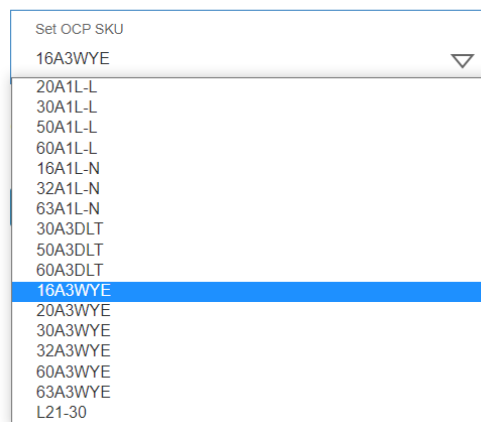 Set OCP SKU
16A3WYE
20A1L-L
30A1L-L
50A1L-L
60A1L-L
16A1L-N
32A1L-N
63A1L-N
30A3DLT
50A3DLT
60A3DLT
16A3WYE
20A3WYE
30A3WYE
32A3WYE
60A3WYE
63A3WYE
L21-30